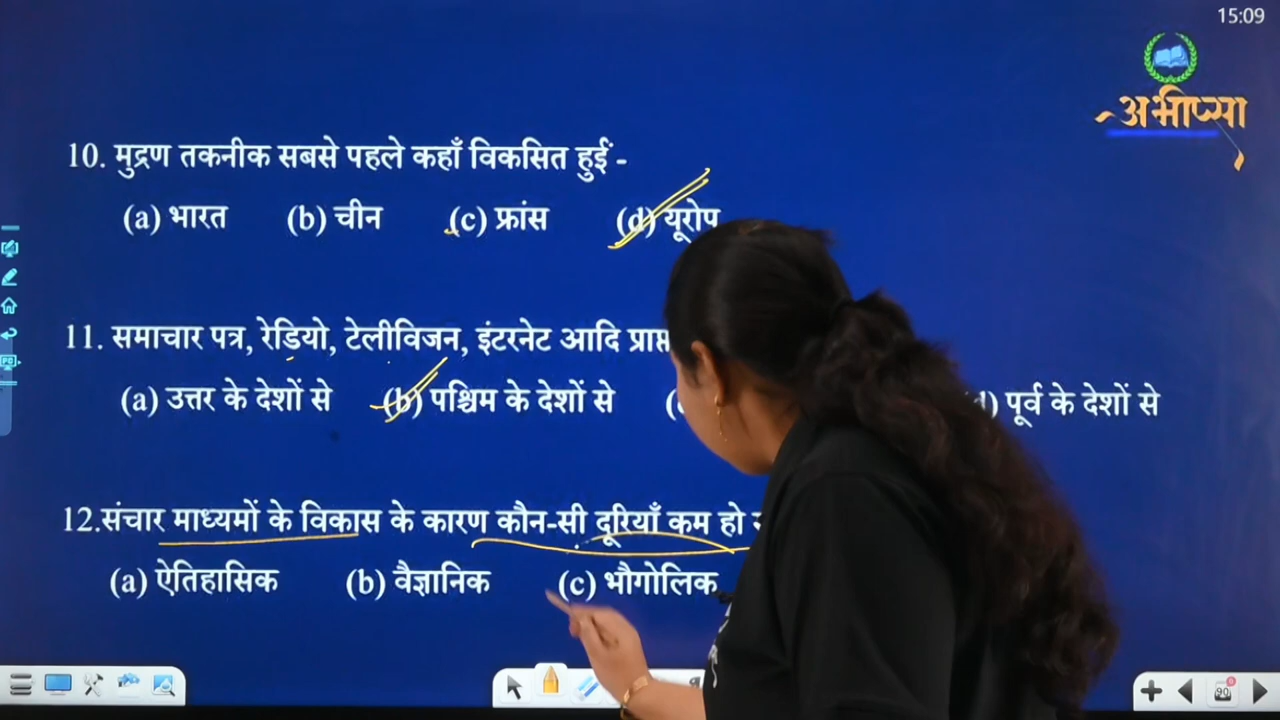 15:09
अभीप्सा
10. मुद्रण तकनीक सबसे पहले कहाँ विकसित हुईं -
(a) भारत (b) चीन (c) फ्रांस (d) यूरोप
11. समाचार पत्र, रेडियो, टेलीविजन, इंटरनेट आदि प्राप्त
(a) उत्तर के देशों से (b) पश्चिम के देशों से (d) पूर्व के देशों से
12.संचार माध्यमों के विकास के कारण कौन-सी दूरियाँ कम हो
(a) ऐतिहासिक (b) वैज्ञानिक (c) भौगोलिक